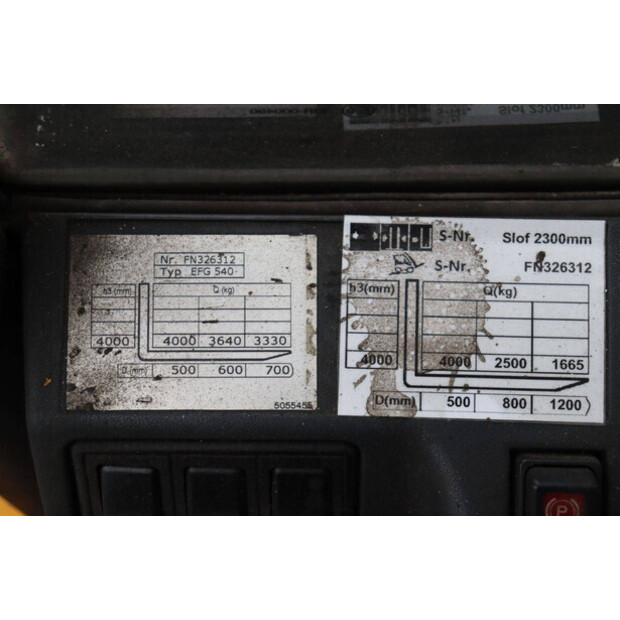 S-Nr. Slof 2300mm
Nr. FN326312
Typ EFG 540
h3 (mm) Q (kg)
4000 4000 3640 3330
D (mm) 500 600 700
S-Nr. Slof 2300mm
S-Nr. FN326312
h3(mm) Q(kg)
4000 4000 2500 1665
D(mm) 500 800 1200
P